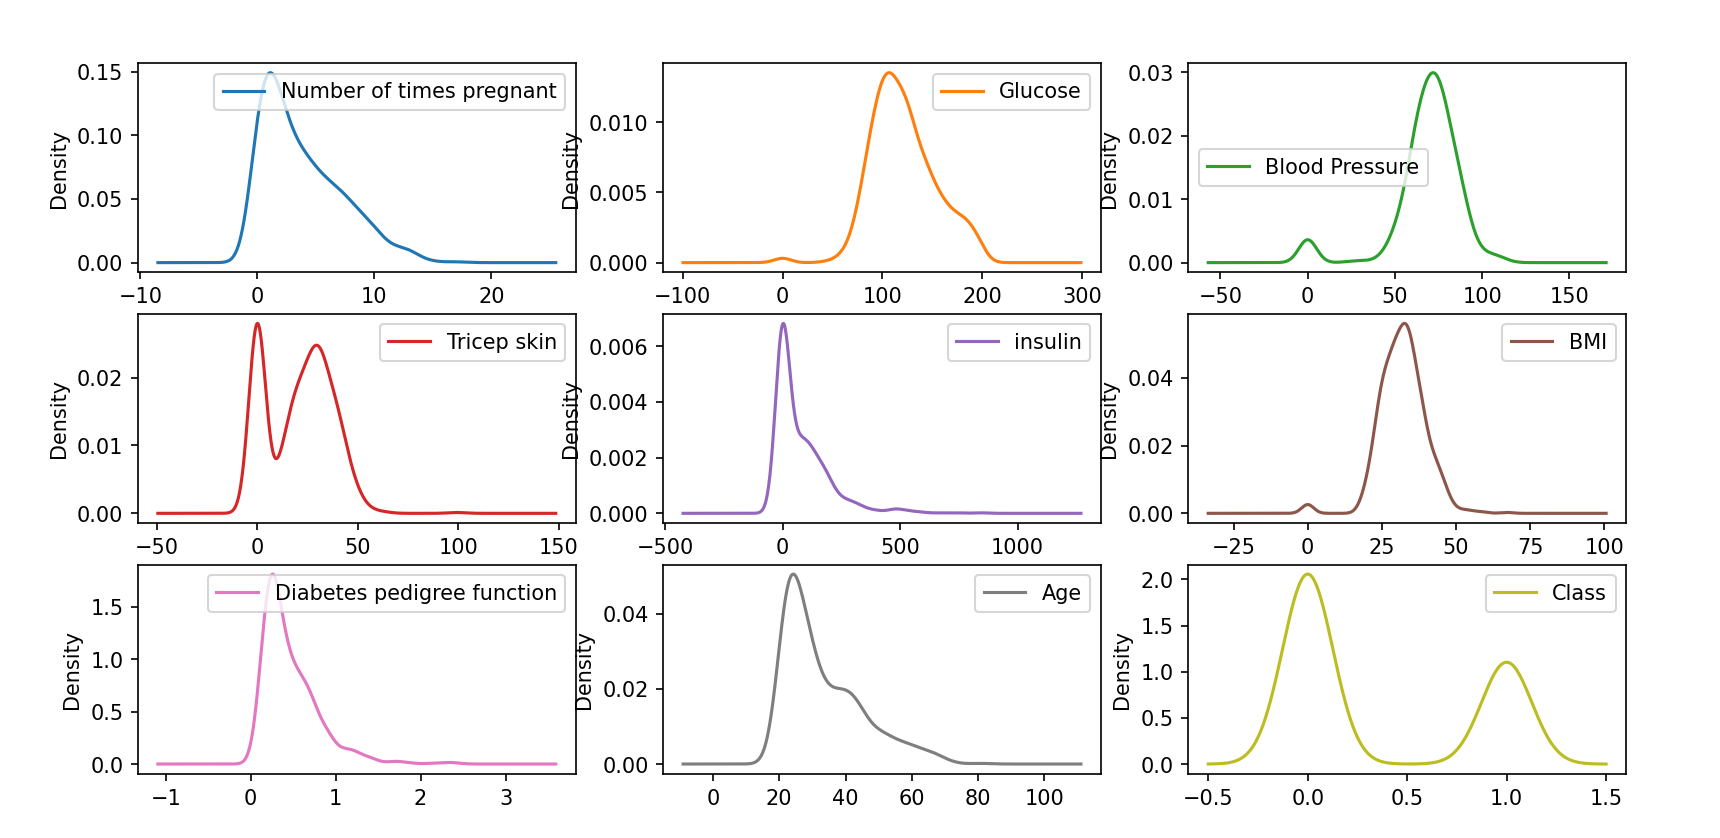 Density
0.15
0.10
0.05
0.00
−10 0 10 20
Number of times pregnant
Density
0.010
0.005
0.000
−100 0 100 200 300
Glucose
Density
0.03
0.02
0.01
0.00
−50 0 50 100 150
Blood Pressure
Density
0.02
0.01
0.00
−50 0 50 100 150
Tricep skin
Density
0.006
0.004
0.002
0.000
−500 0 500 1000
insulin
Density
0.04
0.02
0.00
−25 0 25 50 75 100
BMI
Density
1.5
1.0
0.5
0.0
−1 0 1 2 3
Diabetes pedigree function
Density
0.04
0.02
0.00
0 20 40 60 80 100
Age
Density
2.0
1.5
1.0
0.5
0.0
−0.5 0.0 0.5 1.0 1.5
Class